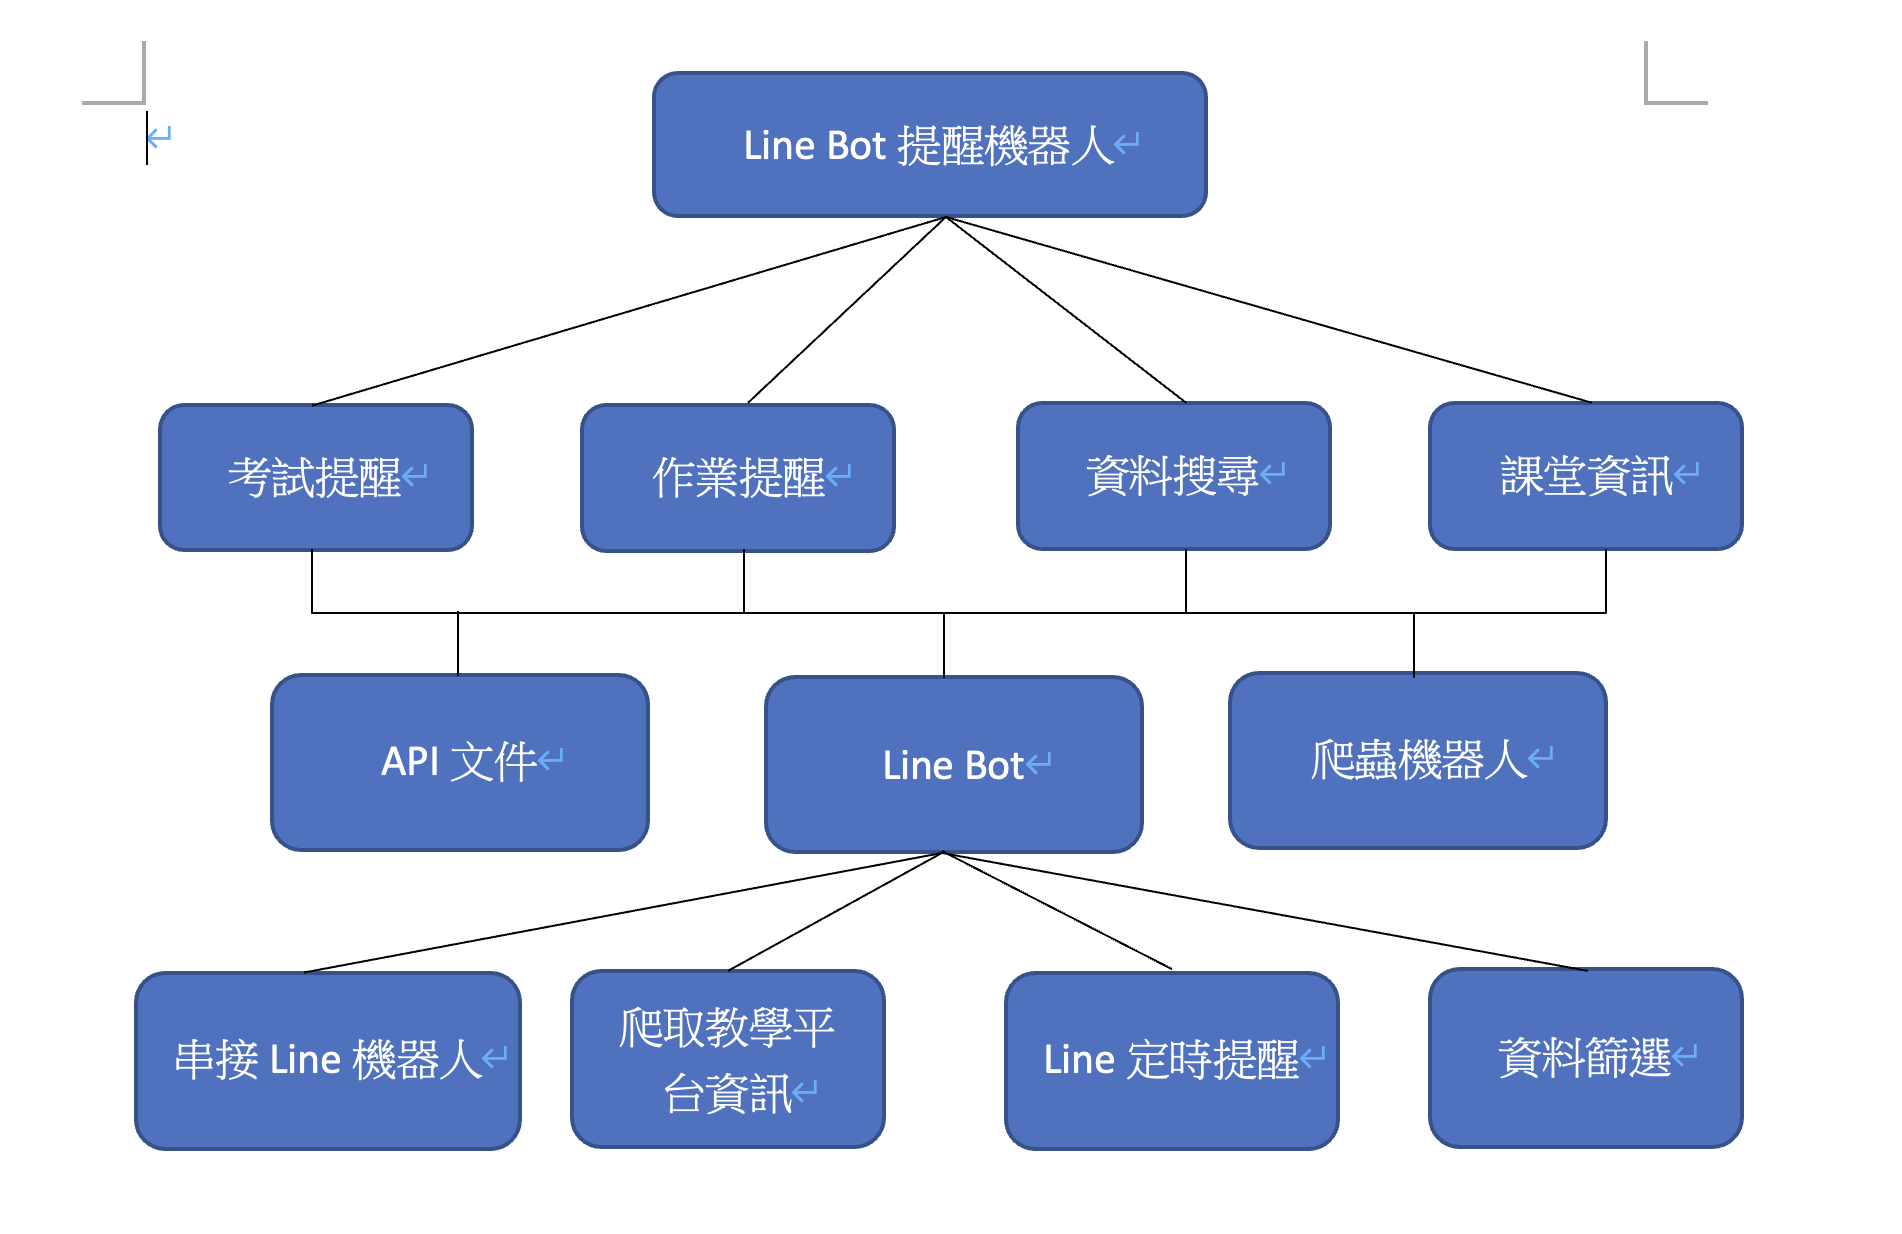 Line Bot 提醒機器人
考試提醒
作業提醒
資料搜尋
課堂資訊
API 文件
Line Bot
爬蟲機器人
串接 Line 機器人
爬取教學平
台資訊
Line 定時提醒
資料篩選